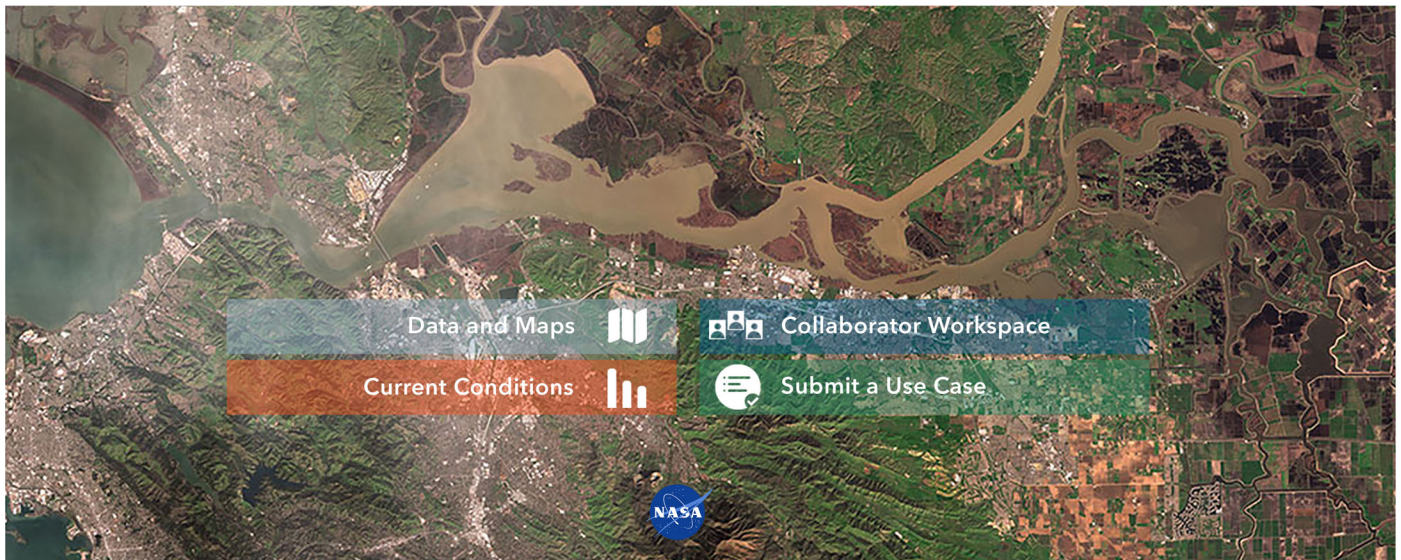 Data and Maps
Collaborator Workspace
Current Conditions
Submit a Use Case
NASA